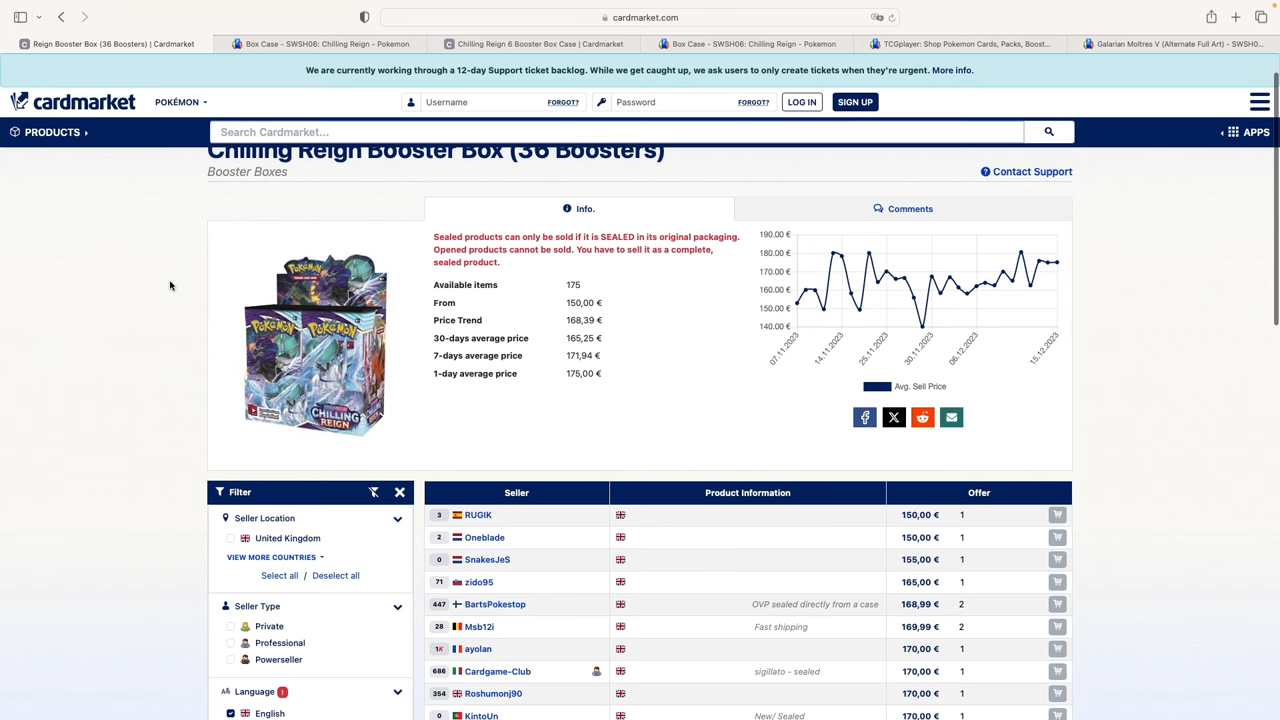 cardmarket.com
Reign Booster Box (36 Boosters) | Cardmarket
Box Case - SWSH06: Chilling Reign - Pokemon
Chilling Reign 6 Booster Box Case | Cardmarket
Box Case - SWSH06: Chilling Reign - Pokemon
TCGplayer: Shop Pokemon Cards, Packs, Boost...
Galarian Moltres V (Alternate Full Art) - SWSH0...
We are currently working through a 12-day Support ticket backlog. While we get caught up, we ask users to only create tickets when they're urgent. More info.
cardmarket
POKÉMON
Username
FORGOT?
Password
FORGOT?
LOG IN
SIGN UP
PRODUCTS
Search Cardmarket...
APPS
Chilling Reign Booster Box (36 Boosters)
Booster Boxes
Contact Support
Info.
Comments
Sealed products can only be sold if it is SEALED in its original packaging.
Opened products cannot be sold. You have to sell it as a complete,
sealed product.
Available items 175
From 150,00 €
Price Trend 168,39 €
30-days average price 165,25 €
7-days average price 171,94 €
1-day average price 175,00 €
190.00 €
180.00 €
170.00 €
160.00 €
150.00 €
140.00 €
07.11.2023
14.11.2023
25.11.2023
30.11.2023
06.12.2023
15.12.2023
Avg. Sell Price
POKÉMON
POKÉMON
CHILLING
REIGN
Filter
Seller Location
United Kingdom
VIEW MORE COUNTRIES
Select all / Deselect all
Seller Type
Private
Professional
Powerseller
Language !
English
Seller Product Information Offer
3 RUGIK 150,00 € 1
2 Oneblade 150,00 € 1
0 SnakesJeS 155,00 € 1
71 zido95 165,00 € 1
447 BartsPokestop OVP sealed directly from a case 168,99 € 2
28 Msb12i Fast shipping 169,99 € 2
1K ayolan 170,00 € 1
686 Cardgame-Club sigillato - sealed 170,00 € 1
354 Roshumonj90 170,00 € 1
0 KintoUn New/ Sealed 170,00 € 1